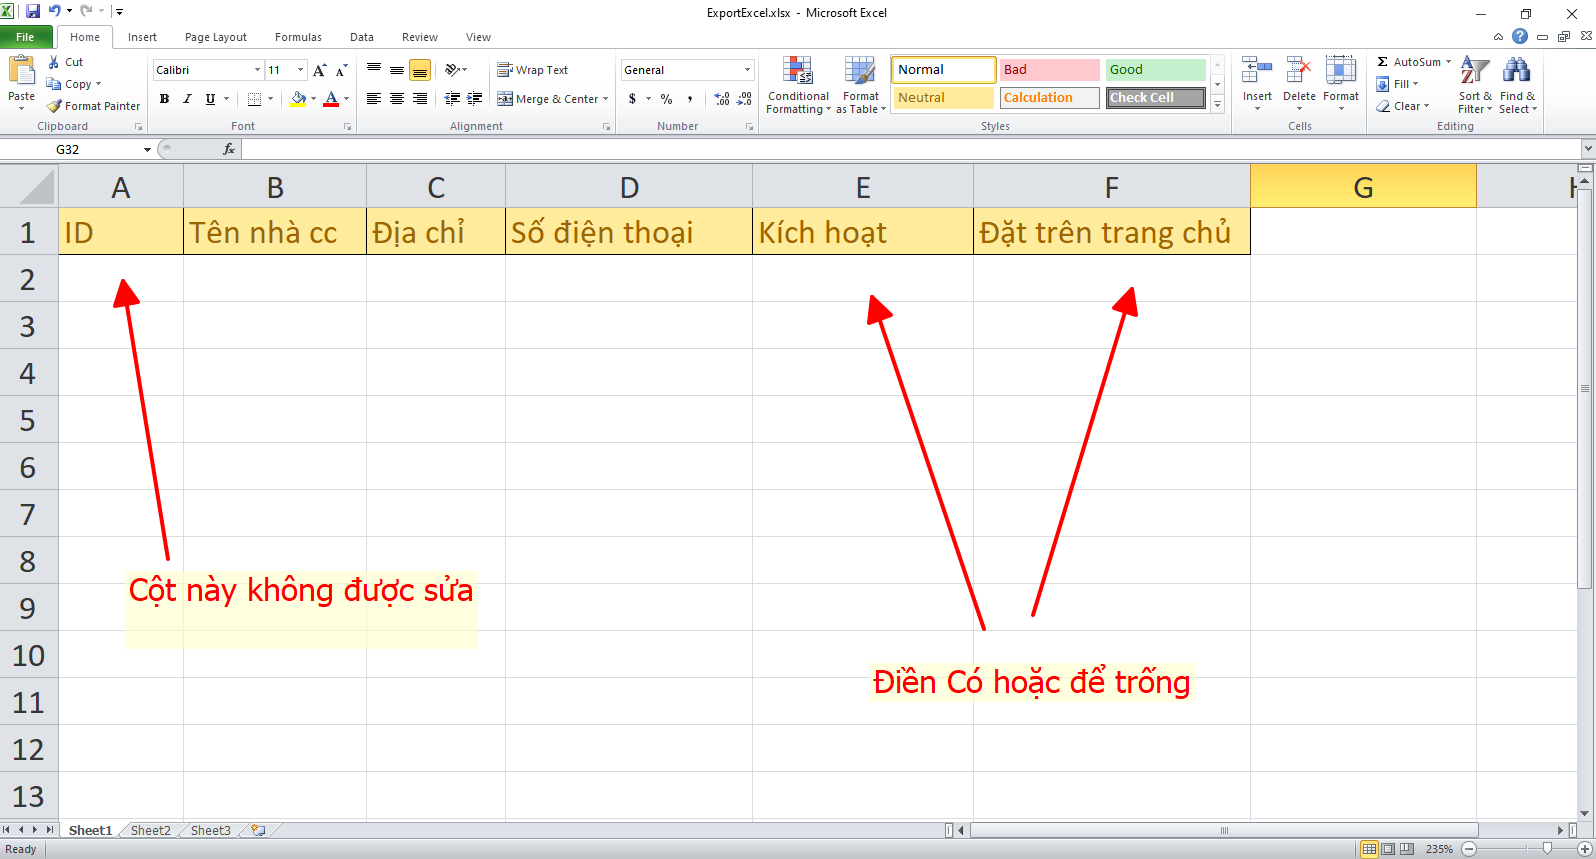 ExportExcel.xlsx - Microsoft Excel
File Home Insert Page Layout Formulas Data Review View
Paste
Cut
Copy
Format Painter
Clipboard
Calibri 11
B I U
Font
Wrap Text
Merge & Center
Alignment
General
$ % ,
Number
Conditional Formatting
Format as Table
Normal Bad Good
Neutral Calculation Check Cell
Styles
Insert Delete Format
Cells
AutoSum
Fill
Clear
Sort & Filter
Find & Select
Editing
G32 fx
A B C D E F G H
1 ID Tên nhà cc Địa chỉ Số điện thoại Kích hoạt Đặt trên trang chủ
2
3
4
5
6
7
8
9
10
11
12
13
Cột này không được sửa
Điền Có hoặc để trống
Sheet1 Sheet2 Sheet3
Ready 235%